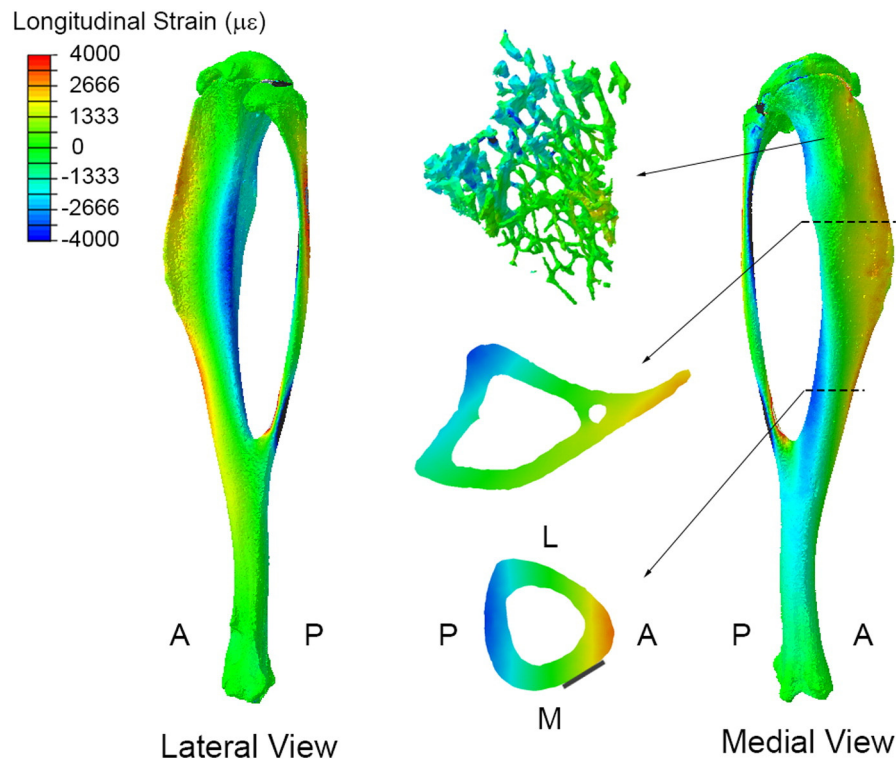 Longitudinal Strain (με)
4000
2666
1333
0
-1333
-2666
-4000
L
A P
P A
P A
M
Lateral View
Medial View